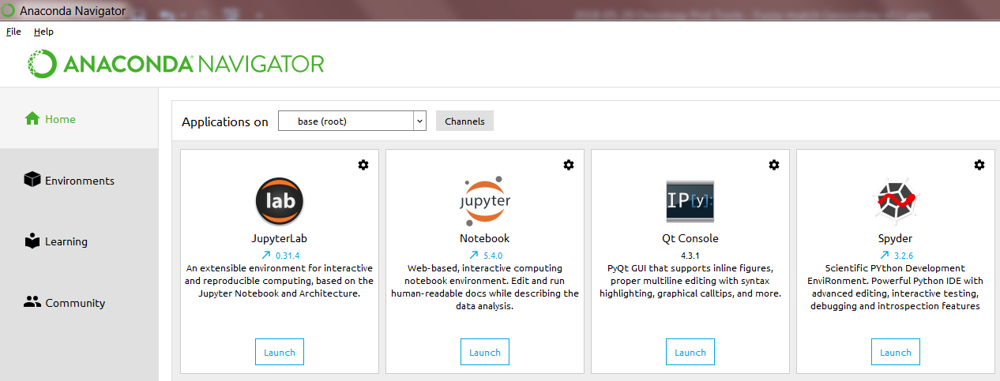 Anaconda Navigator
File Help
ANACONDA NAVIGATOR
Home
Environments
Learning
Community
Applications on base (root) Channels
lab
JupyterLab
0.31.4
An extensible environment for interactive
and reproducible computing, based on the
Jupyter Notebook and Architecture.
Launch
jupyter
Notebook
5.4.0
Web-based, interactive computing
notebook environment. Edit and run
human-readable docs while describing the
data analysis.
Launch
IP[y]:
Qt Console
4.3.1
PyQt GUI that supports inline figures,
proper multiline editing with syntax
highlighting, graphical calltips, and more.
Launch
Spyder
3.2.6
Scientific PYthon Development
EnviRonment. Powerful Python IDE with
advanced editing, interactive testing,
debugging and introspection features
Launch